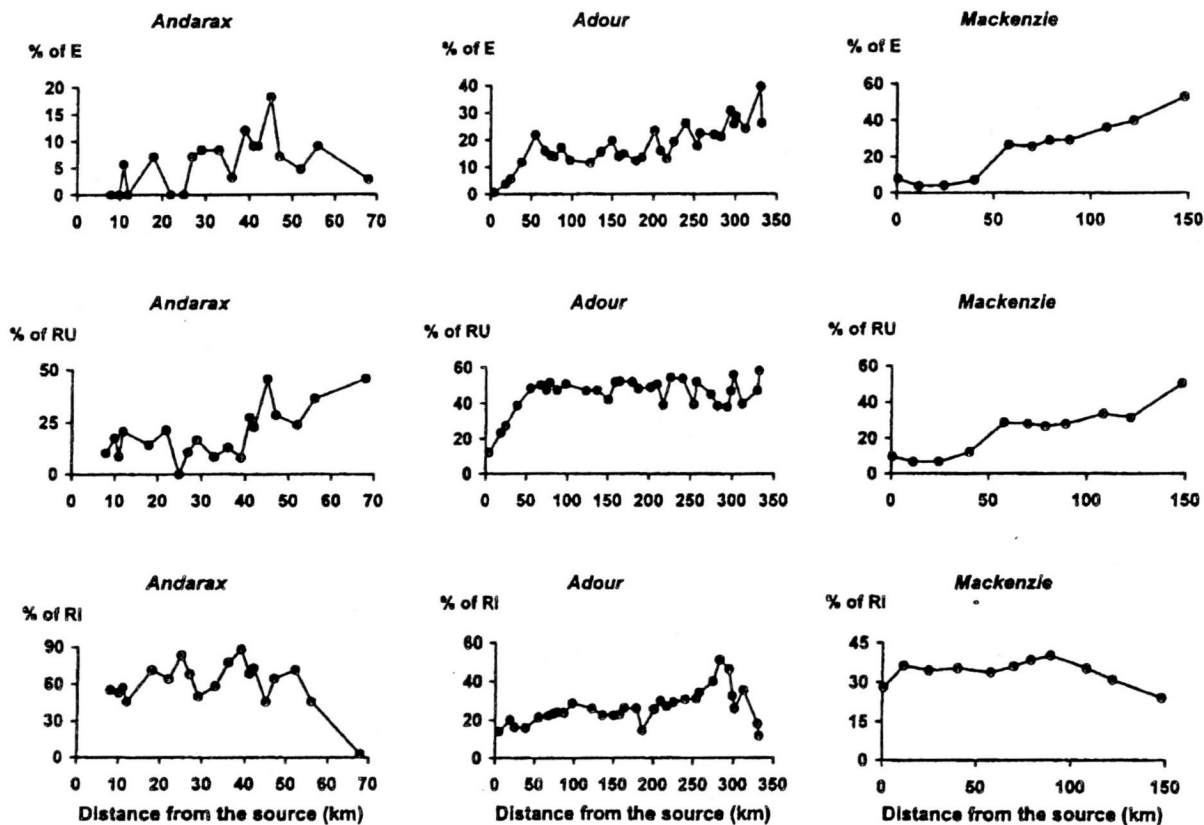 Andarax
% of E
20
15
10
5
0
0 10 20 30 40 50 60 70
Adour
% of E
40
20
0
0 50 100 150 200 250 300 350
Mackenzie
% of E
60
40
20
0
0 50 100 150
Andarax
% of RU
50
25
0
0 10 20 30 40 50 60 70
Adour
% of RU
60
40
20
0
0 50 100 150 200 250 300 350
Mackenzie
% of RU
60
40
20
0
0 50 100 150
Andarax
% of RI
90
60
30
0
0 10 20 30 40 50 60 70
Distance from the source (km)
Adour
% of RI
60
40
20
0
0 50 100 150 200 250 300 350
Distance from the source (km)
Mackenzie
% of RI
45
30
15
0
0 50 100 150
Distance from the source (km)